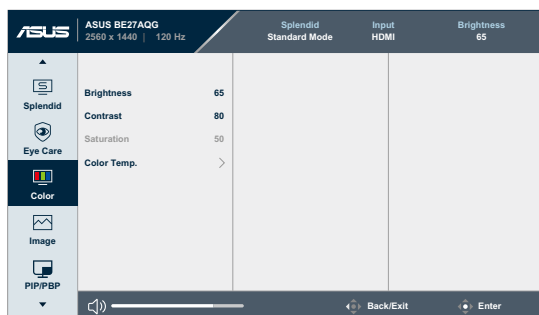 ASUS
ASUS BE27AQG
2560 x 1440 | 120 Hz
Splendid
Standard Mode
Input
HDMI
Brightness
65
Splendid
Eye Care
Color
Image
PIP/PBP
Brightness 65
Contrast 80
Saturation 50
Color Temp.
Back/Exit
Enter